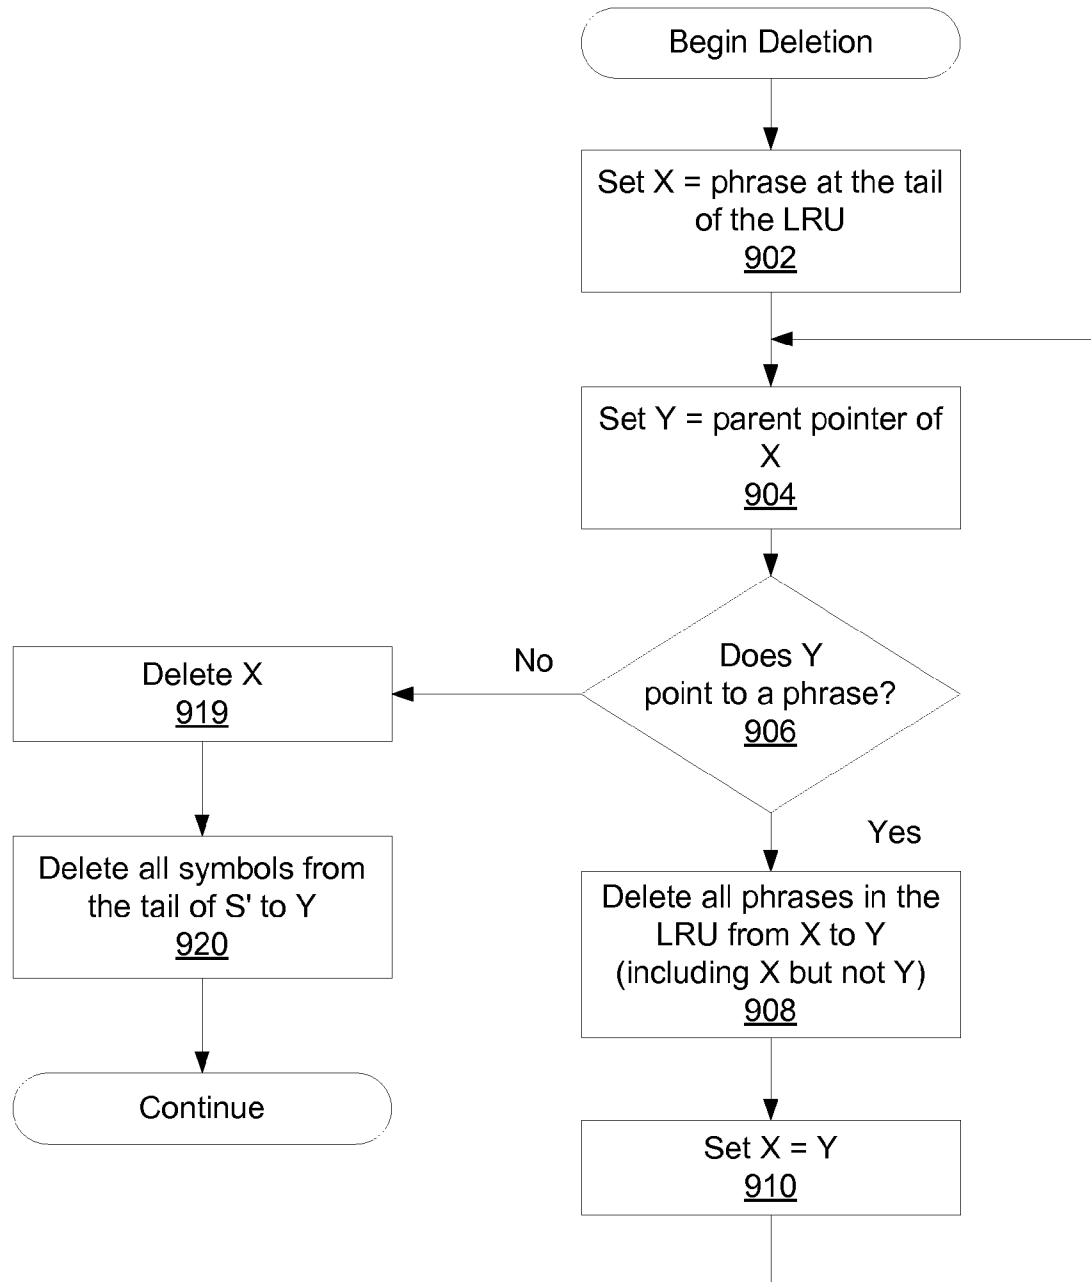 Begin Deletion
Set X = phrase at the tail
of the LRU
902
Set Y = parent pointer of
X
904
Does Y
point to a phrase?
906
No
Yes
Delete X
919
Delete all symbols from
the tail of S' to Y
920
Continue
Delete all phrases in the
LRU from X to Y
(including X but not Y)
908
Set X = Y
910